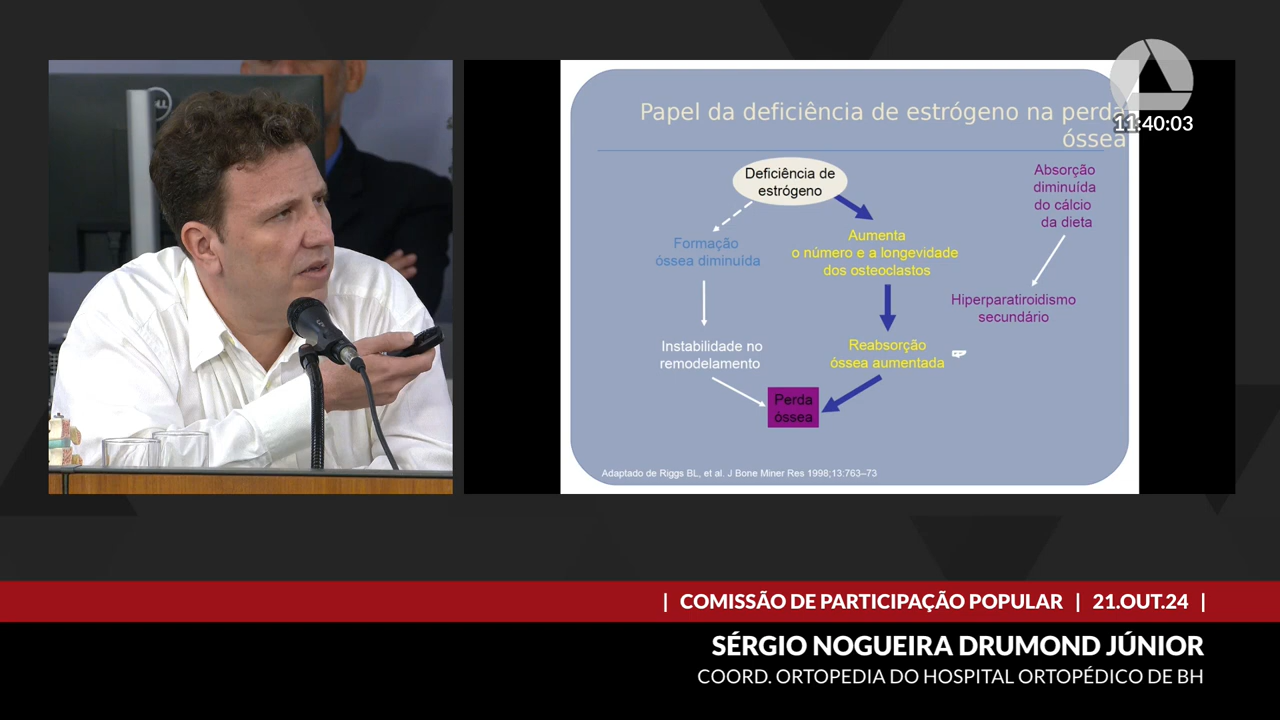 DELL
11:40:03
Papel da deficiência de estrógeno na perda
óssea
Deficiência de
estrógeno
Absorção
diminuída
do cálcio
da dieta
Formação
óssea diminuída
Aumenta
o número e a longevidade
dos osteoclastos
Hiperparatiroidismo
secundário
Instabilidade no
remodelamento
Reabsorção
óssea aumentada
Perda
óssea
Adaptado de Riggs BL, et al. J Bone Miner Res 1998;13:763–73
| COMISSÃO DE PARTICIPAÇÃO POPULAR | 21.OUT.24 |
SÉRGIO NOGUEIRA DRUMOND JÚNIOR
COORD. ORTOPEDIA DO HOSPITAL ORTOPÉDICO DE BH